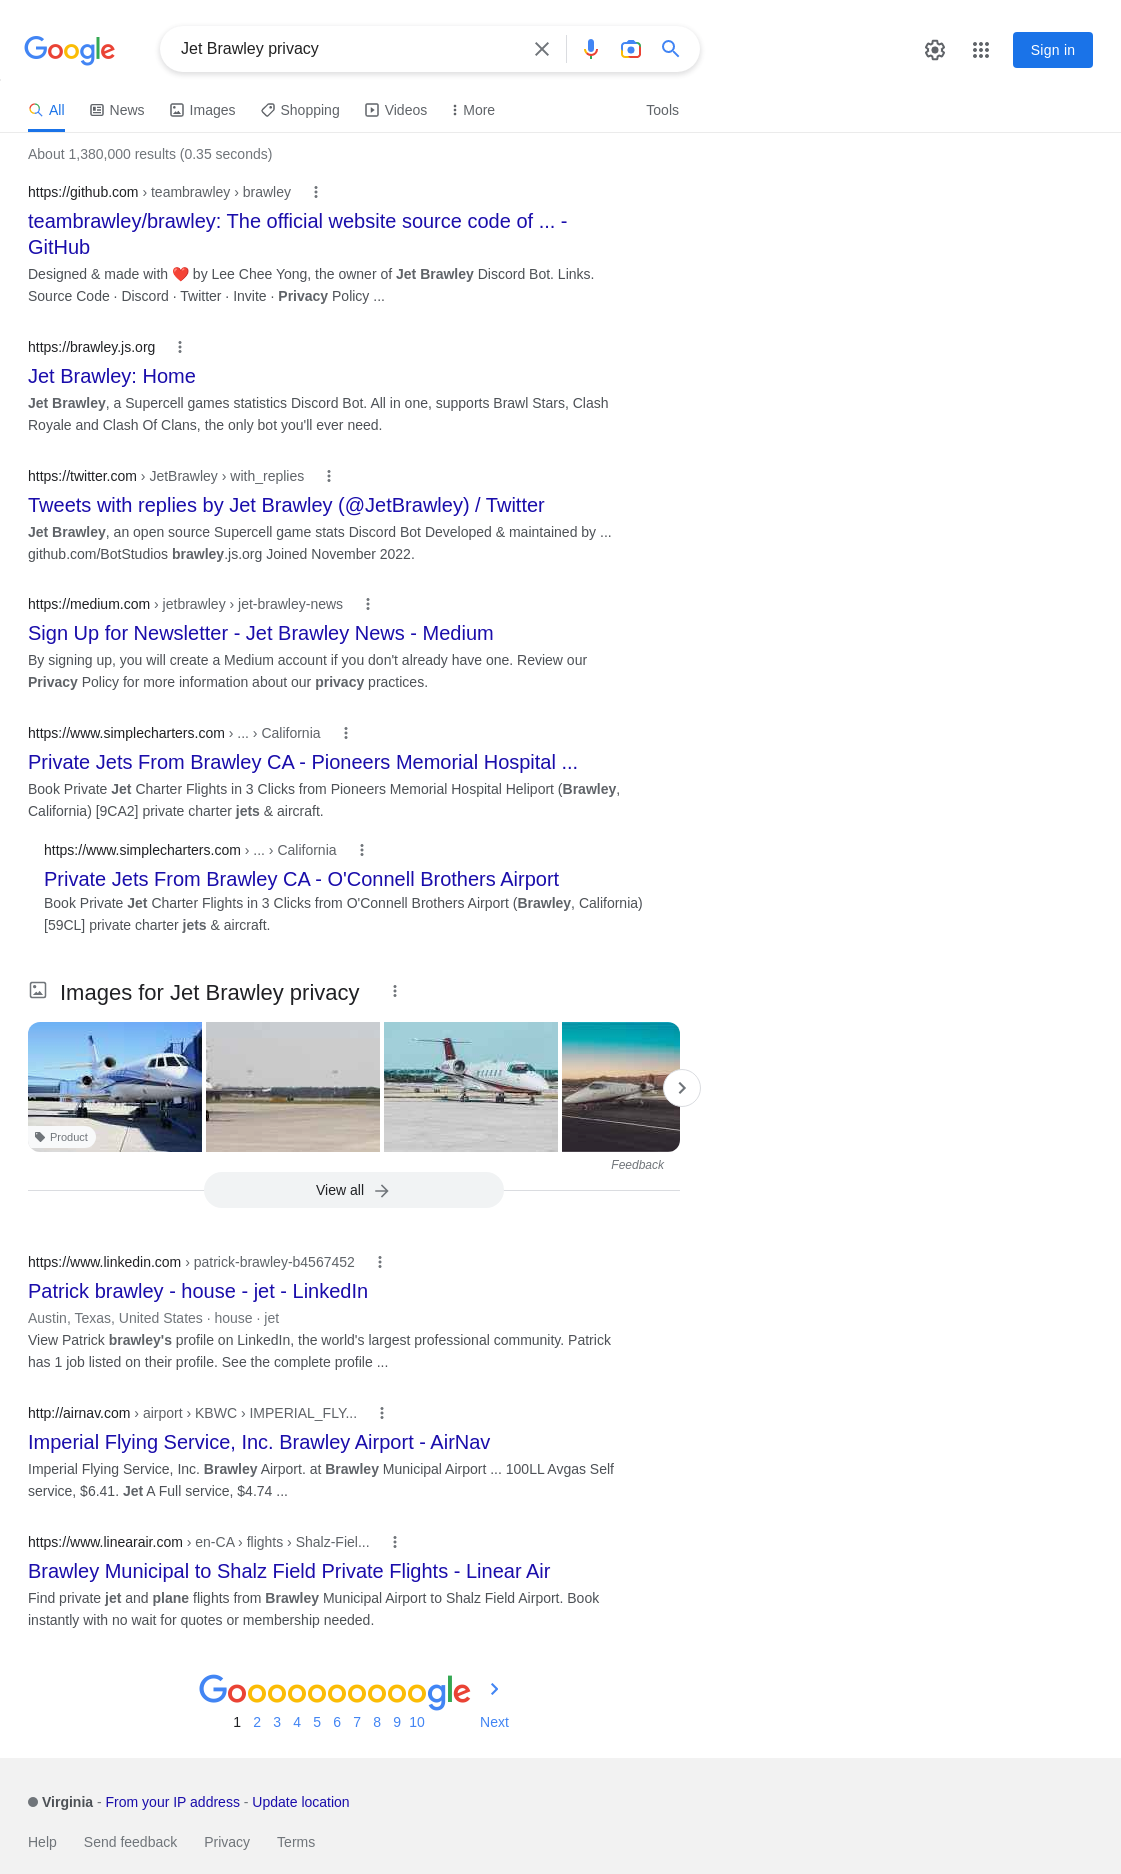 Google
Jet Brawley privacy
Sign in
All
News
Images
Shopping
Videos
More
Tools
About 1,380,000 results (0.35 seconds)
https://github.com › teambrawley › brawley
teambrawley/brawley: The official website source code of ... -
GitHub
Designed & made with ❤️ by Lee Chee Yong, the owner of Jet Brawley Discord Bot. Links.
Source Code · Discord · Twitter · Invite · Privacy Policy ...
https://brawley.js.org
Jet Brawley: Home
Jet Brawley, a Supercell games statistics Discord Bot. All in one, supports Brawl Stars, Clash
Royale and Clash Of Clans, the only bot you'll ever need.
https://twitter.com › JetBrawley › with_replies
Tweets with replies by Jet Brawley (@JetBrawley) / Twitter
Jet Brawley, an open source Supercell game stats Discord Bot Developed & maintained by ...
github.com/BotStudios brawley.js.org Joined November 2022.
https://medium.com › jetbrawley › jet-brawley-news
Sign Up for Newsletter - Jet Brawley News - Medium
By signing up, you will create a Medium account if you don't already have one. Review our
Privacy Policy for more information about our privacy practices.
https://www.simplecharters.com › ... › California
Private Jets From Brawley CA - Pioneers Memorial Hospital ...
Book Private Jet Charter Flights in 3 Clicks from Pioneers Memorial Hospital Heliport (Brawley,
California) [9CA2] private charter jets & aircraft.
https://www.simplecharters.com › ... › California
Private Jets From Brawley CA - O'Connell Brothers Airport
Book Private Jet Charter Flights in 3 Clicks from O'Connell Brothers Airport (Brawley, California)
[59CL] private charter jets & aircraft.
Images for Jet Brawley privacy
Product
Feedback
View all
https://www.linkedin.com › patrick-brawley-b4567452
Patrick brawley - house - jet - LinkedIn
Austin, Texas, United States · house · jet
View Patrick brawley's profile on LinkedIn, the world's largest professional community. Patrick
has 1 job listed on their profile. See the complete profile ...
http://airnav.com › airport › KBWC › IMPERIAL_FLY...
Imperial Flying Service, Inc. Brawley Airport - AirNav
Imperial Flying Service, Inc. Brawley Airport. at Brawley Municipal Airport ... 100LL Avgas Self
service, $6.41. Jet A Full service, $4.74 ...
https://www.linearair.com › en-CA › flights › Shalz-Fiel...
Brawley Municipal to Shalz Field Private Flights - Linear Air
Find private jet and plane flights from Brawley Municipal Airport to Shalz Field Airport. Book
instantly with no wait for quotes or membership needed.
Goooooooooogle
1 2 3 4 5 6 7 8 9 10 Next
Virginia - From your IP address - Update location
Help Send feedback Privacy Terms